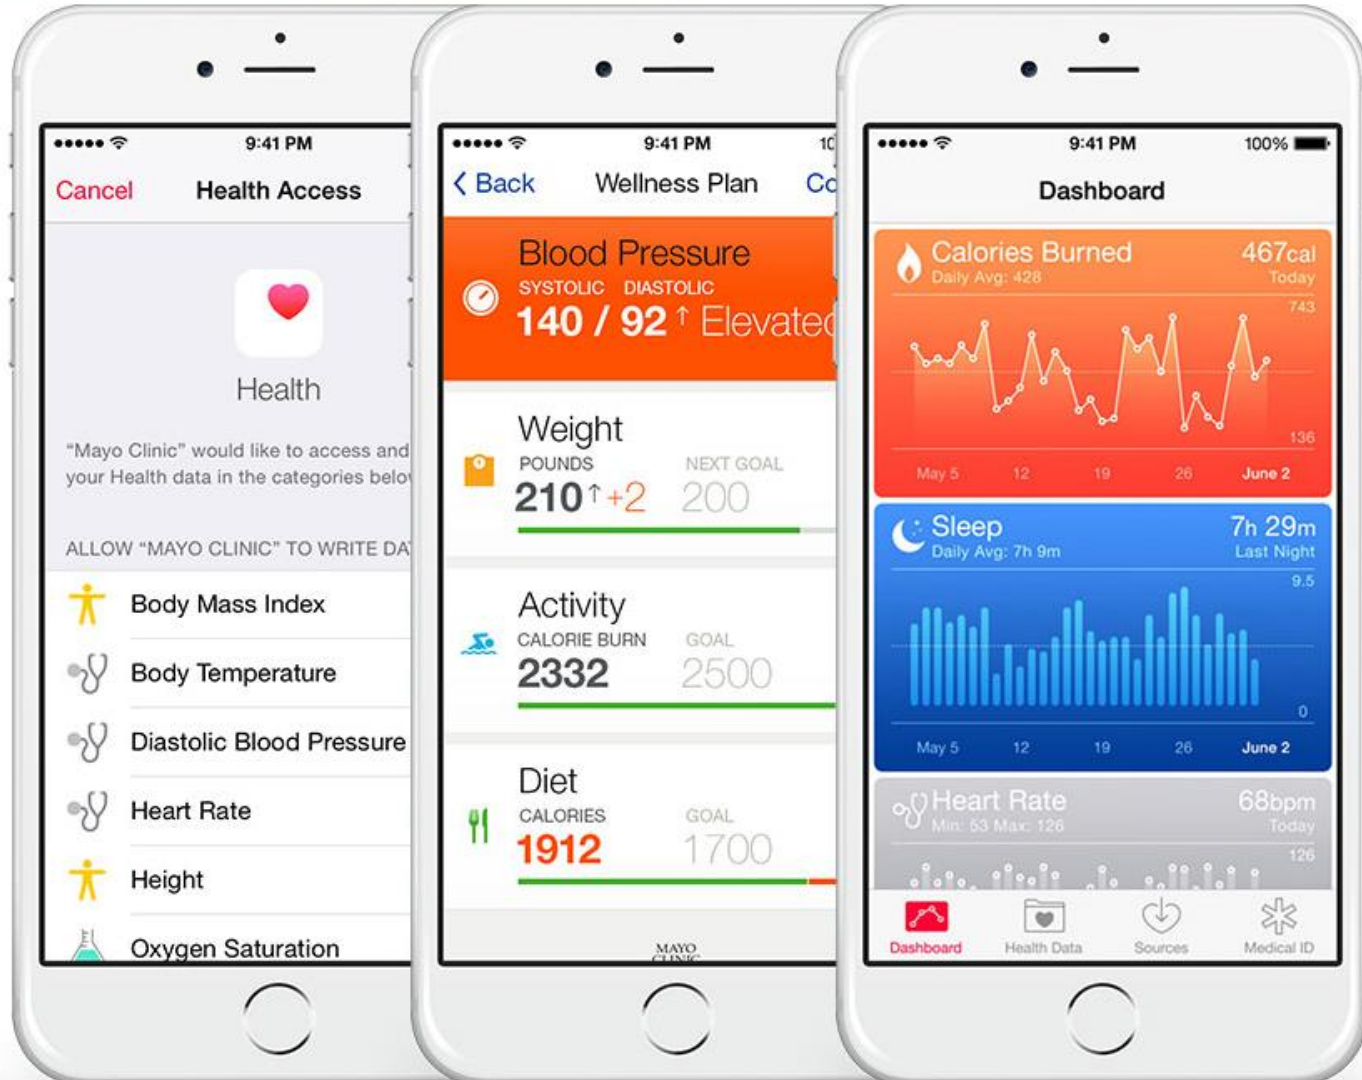 9:41 PM
Cancel
Health Access
Health
"Mayo Clinic" would like to access and
your Health data in the categories
ALLOW "MAYO CLINIC" TO WRITE
Body Mass Index
Body Temperature
Diastolic Blood Pressure
Heart Rate
Height
Oxygen Saturation
9:41 PM
Back
Wellness Plan
Blood Pressure
SYSTOLIC DIASTOLIC
140 / 92 ↑ Elevated
Weight
POUNDS
NEXT GOAL
210 ↑ +2
200
Activity
CALORIE BURN
GOAL
2332
2500
Diet
CALORIES
GOAL
1912
1700
MAYO
CLINIC
9:41 PM
100%
Dashboard
Calories Burned
467cal
Daily Avg: 428
Today
743
136
May 5 12 19 26 June 2
Sleep
7h 29m
Daily Avg: 7h 9m
Last Night
9.5
0
May 5 12 19 26 June 2
Heart Rate
68bpm
Min: 53 Max: 126
Today
126
Dashboard
Health Data
Sources
Medical ID